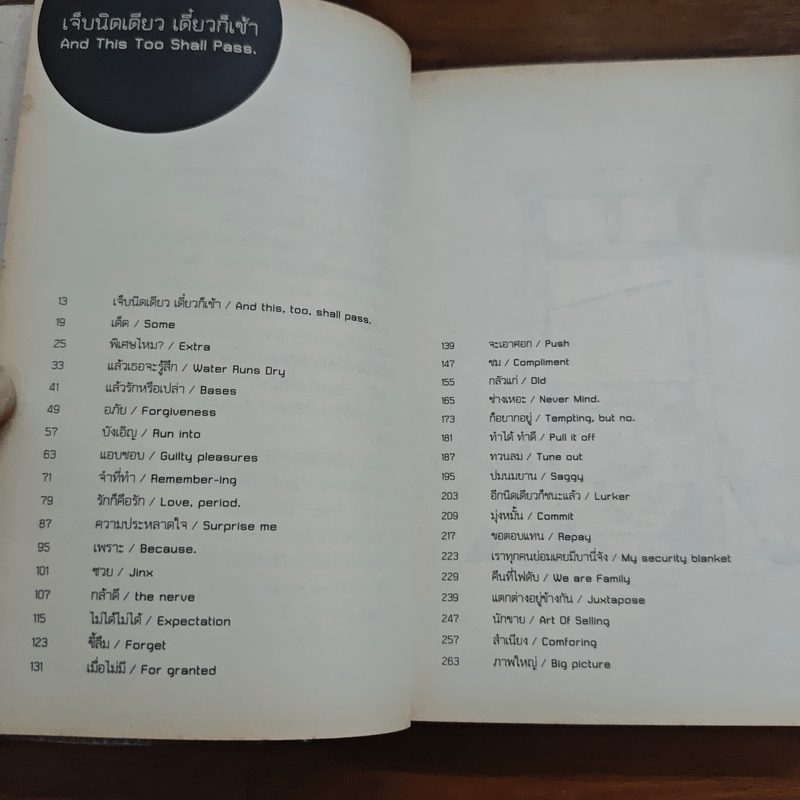 เจ็บนิดเดียว เดี๋ยวก็เช้า
And This Too Shall Pass.
13 เจ็บนิดเดียว เดี๋ยวก็เช้า / And this, too, shall pass.
19 เด็ด / Some
25 พิเศษไหม? / Extra
33 แล้วเธอจะรู้สึก / Water Runs Dry
41 แล้วรักหรือเปล่า / Bases
49 อภัย / Forgiveness
57 บังเอิญ / Run into
63 แอบชอบ / Guilty pleasures
71 จำที่ทำ / Remember-ing
79 รักก็คือรัก / Love, period.
87 ความประหลาดใจ / Surprise me
95 เพราะ / Because.
101 ซวย / Jinx
107 กล้าดี / the nerve
115 ไม่ได้ไม่ได้ / Expectation
123 ขี้ลืม / Forget
131 เมื่อไม่มี / For granted
139 จะเอาศอก / Push
147 ชม / Compliment
155 กลัวแก่ / Old
165 ช่างเหอะ / Never Mind.
173 ก็อยากอยู่ / Tempting, but no.
181 ทำได้ ทำดี / Pull it off
187 ทวนลม / Tune out
195 ปมนมยาน / Saggy
203 อีกนิดเดียวก็ชนะแล้ว / Lurker
209 มุ่งหมั้น / Commit
217 ขอตอบแทน / Repay
223 เราทุกคนย่อมเคยมีบานี่จัง / My security blanket
229 คืนที่ไฟดับ / We are Family
239 แตกต่างอยู่ข้างกัน / Juxtapose
247 นักขาย / Art Of Selling
257 สำเนียง / Comforing
263 ภาพใหญ่ / Big picture